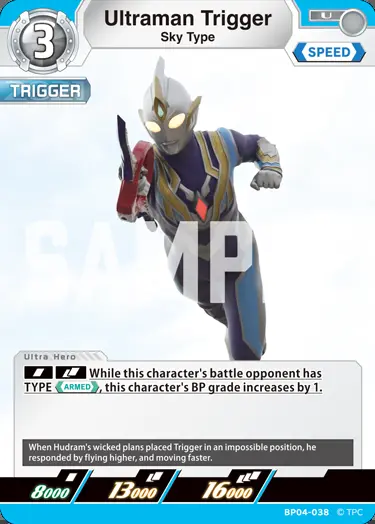 Ultraman Trigger
Sky Type
3
U
SPEED
TRIGGER
SAMPL
Ultra Hero
While this character's battle opponent has
TYPE ARMED, this character's BP grade increases by 1.
When Hudram's wicked plans placed Trigger in an impossible position, he
responded by flying higher, and moving faster.
8000 13000 16000
BP04-038 © TPC